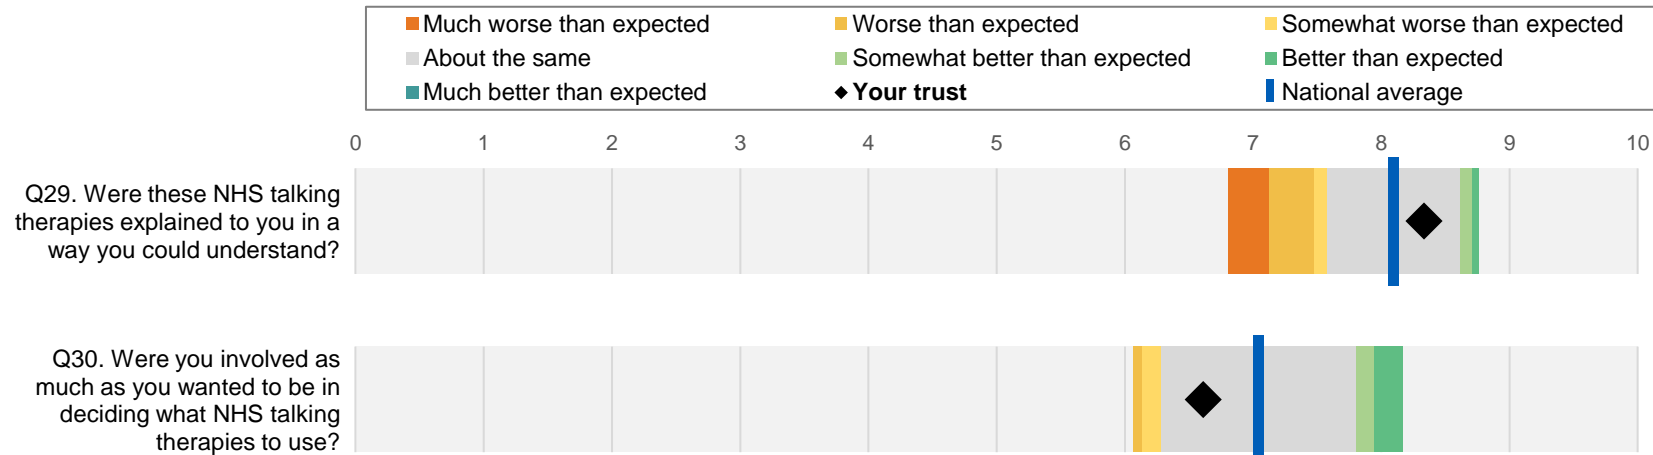 Much worse than expected
Worse than expected
Somewhat worse than expected
About the same
Somewhat better than expected
Better than expected
Much better than expected
Your trust
National average
0 1 2 3 4 5 6 7 8 9 10
Q29. Were these NHS talking
therapies explained to you in a
way you could understand?
Q30. Were you involved as
much as you wanted to be in
deciding what NHS talking
therapies to use?